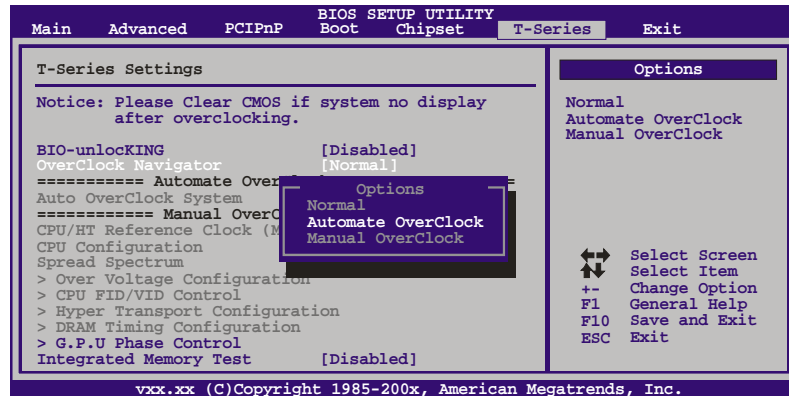 BIOS SETUP UTILITY
Main Advanced PCIPnP Boot Chipset T-Series Exit
T-Series Settings
Notice: Please Clear CMOS if system no display
after overclocking.
BIO-unlocKING [Disabled]
OverClock Navigator [Normal]
=========== Automate Over =
Auto OverClock System
============ Manual OverC
CPU/HT Reference Clock (M
CPU Configuration
Spread Spectrum
> Over Voltage Configuration
> CPU FID/VID Control
> Hyper Transport Configuration
> DRAM Timing Configuration
> G.P.U Phase Control
Integrated Memory Test [Disabled]
Options
Normal
Automate OverClock
Manual OverClock
Options
Normal
Automate OverClock
Manual OverClock
Select Screen
Select Item
+- Change Option
F1 General Help
F10 Save and Exit
ESC Exit
vxx.xx (C)Copyright 1985-200x, American Megatrends, Inc.